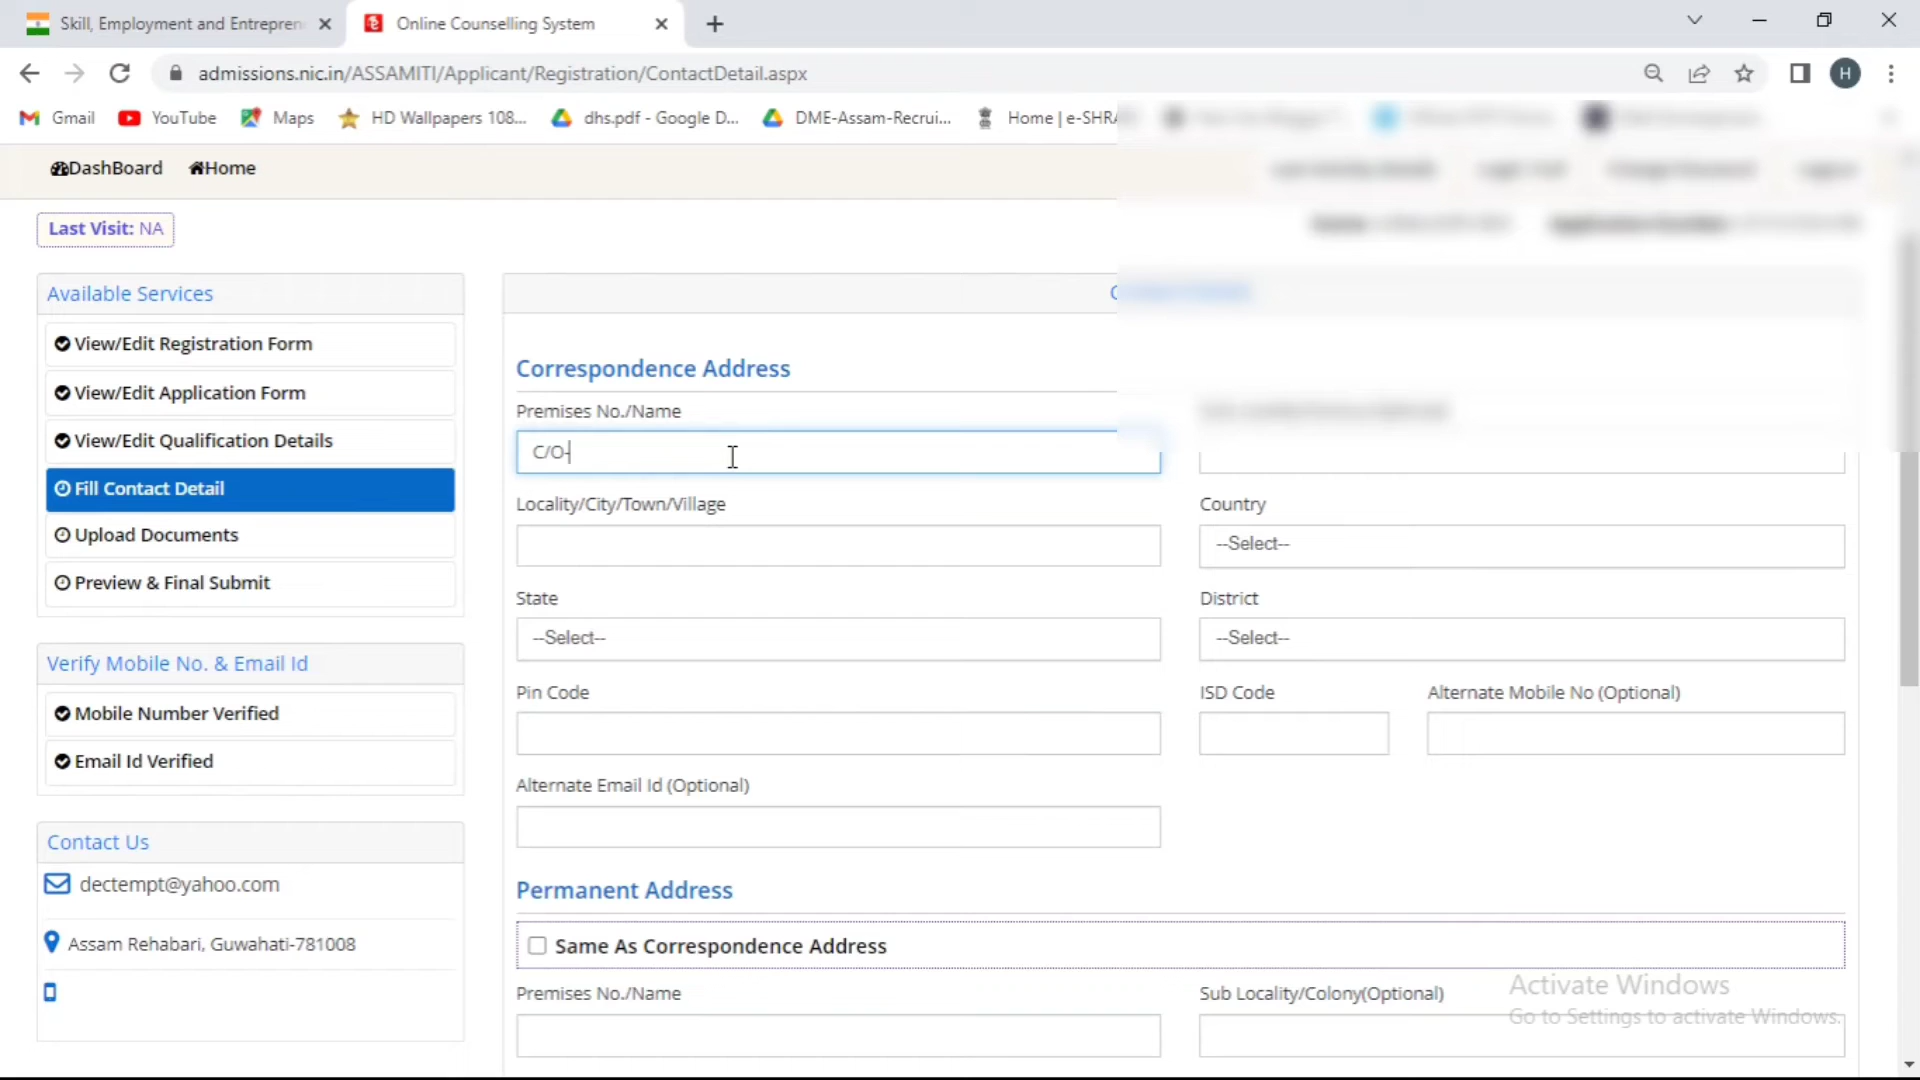 Skill, Employment and Entrepren
Online Counselling System
admissions.nic.in/ASSAMITI/Applicant/Registration/ContactDetail.aspx
H
Gmail
YouTube
Maps
HD Wallpapers 108...
dhs.pdf - Google D...
DME-Assam-Recrui...
Home | e-SHRA
DashBoard
Home
Last Visit: NA
Available Services
View/Edit Registration Form
View/Edit Application Form
View/Edit Qualification Details
Fill Contact Detail
Upload Documents
Preview & Final Submit
Verify Mobile No. & Email Id
Mobile Number Verified
Email Id Verified
Contact Us
dectempt@yahoo.com
Assam Rehabari, Guwahati-781008
Correspondence Address
Premises No./Name
C/O-
Locality/City/Town/Village
Country
--Select--
State
District
--Select--
--Select--
Pin Code
ISD Code
Alternate Mobile No (Optional)
Alternate Email Id (Optional)
Permanent Address
Same As Correspondence Address
Premises No./Name
Sub Locality/Colony(Optional)
Activate Windows
Go to Settings to activate Windows.